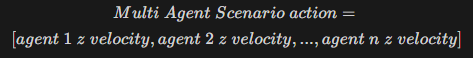 Multi Agent Scenario action =
[agent 1 z velocity, agent 2 z velocity, ..., agent n z velocity]